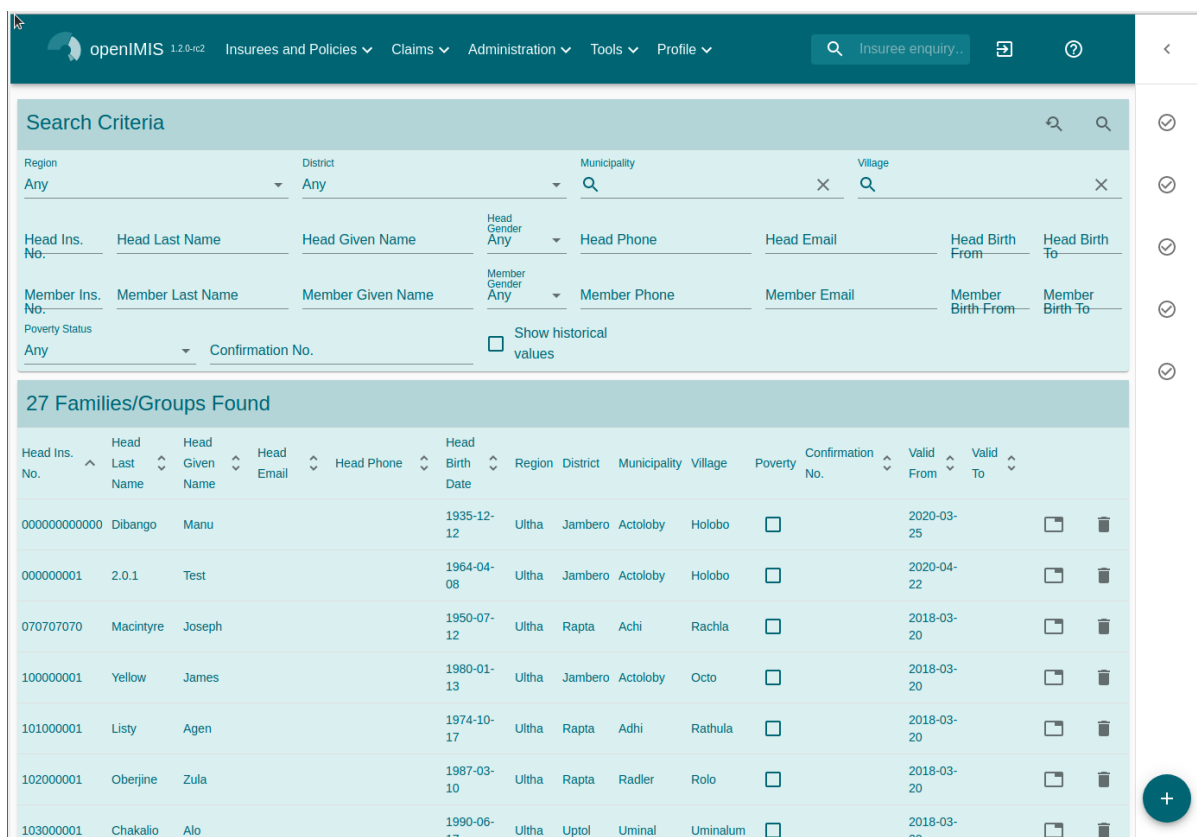 openIMIS 1.2.0-rc2 Insurees and Policies Claims Administration Tools Profile Insuree enquiry..
Search Criteria
Region District Municipality Village
Any Any
Head Ins. No. Head Last Name Head Given Name Head Gender Any Head Phone Head Email Head Birth From Head Birth To
Member Ins. No. Member Last Name Member Given Name Member Gender Any Member Phone Member Email Member Birth From Member Birth To
Poverty Status
Any Confirmation No. Show historical values
27 Families/Groups Found
Head Ins. No. Head Last Name Head Given Name Head Email Head Phone Head Birth Date Region District Municipality Village Poverty Confirmation No. Valid From Valid To
000000000000 Dibango Manu 1935-12-12 Ultha Jambero Actoloby Holobo 2020-03-25
000000001 2.0.1 Test 1964-04-08 Ultha Jambero Actoloby Holobo 2020-04-22
070707070 Macintyre Joseph 1950-07-12 Ultha Rapta Achi Rachla 2018-03-20
100000001 Yellow James 1980-01-13 Ultha Jambero Actoloby Octo 2018-03-20
101000001 Listy Agen 1974-10-17 Ultha Rapta Adhi Rathula 2018-03-20
102000001 Oberjine Zula 1987-03-10 Ultha Rapta Radler Rolo 2018-03-20
103000001 Chakalio Alo 1990-06- Ultha Uptol Uminal Uminalum 2018-03-